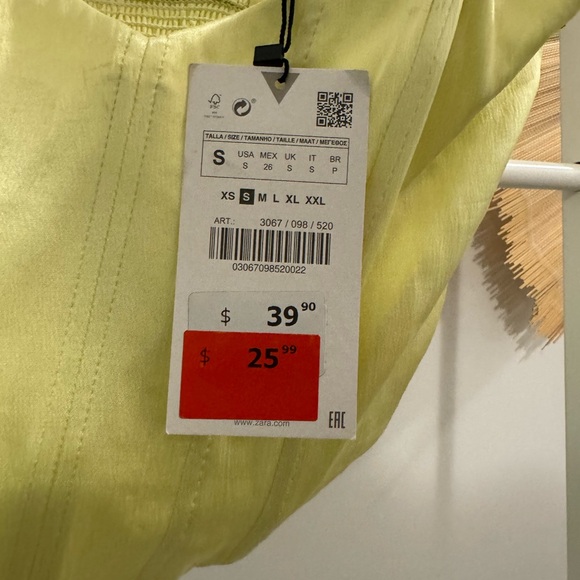 TALLA / SIZE / TAMANHO / TAILLE / MAAT / ΜΕΓΕΘΟΣ
S USA MEX UK IT BR
S 26 S S P
XS S M L XL XXL
ART.: 3067 / 098 / 520
03067098520022
$ 39 90
$ 25 99
www.zara.com
EAC